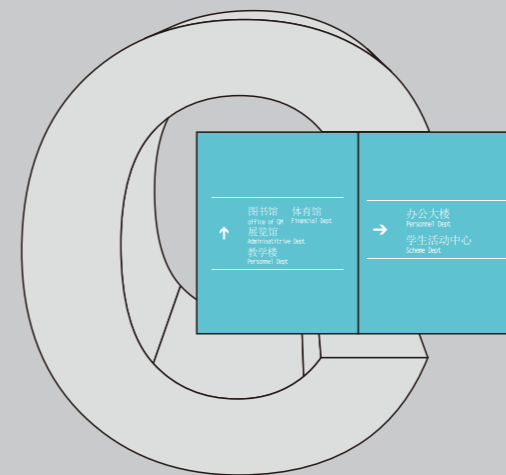 图书馆 体育馆
office of GM Financial Dept
展览馆
Administitrive Dept
教学楼
Personnel Dept
办公大楼
Personnel Dept
学生活动中心
Scheme Dept